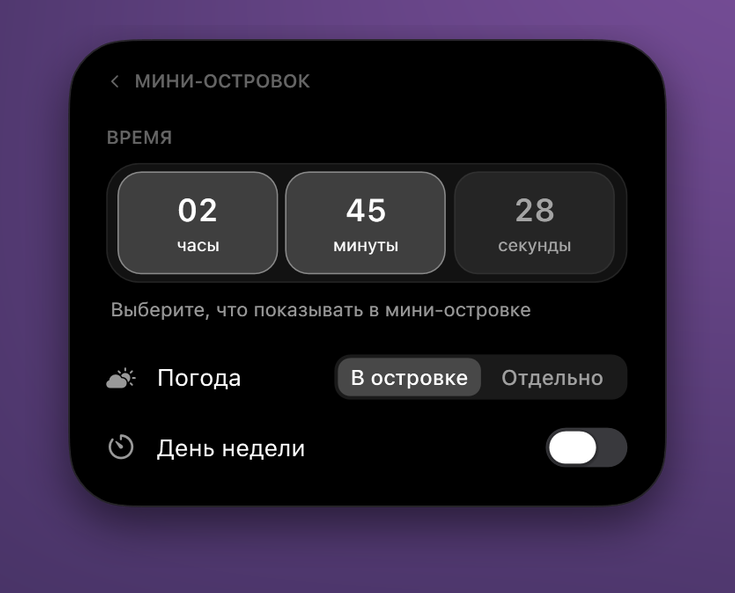 МИНИ-ОСТРОВОК
ВРЕМЯ
02 45 28
часы минуты секунды
Выберите, что показывать в мини-островке
Погода В островке Отдельно
День недели